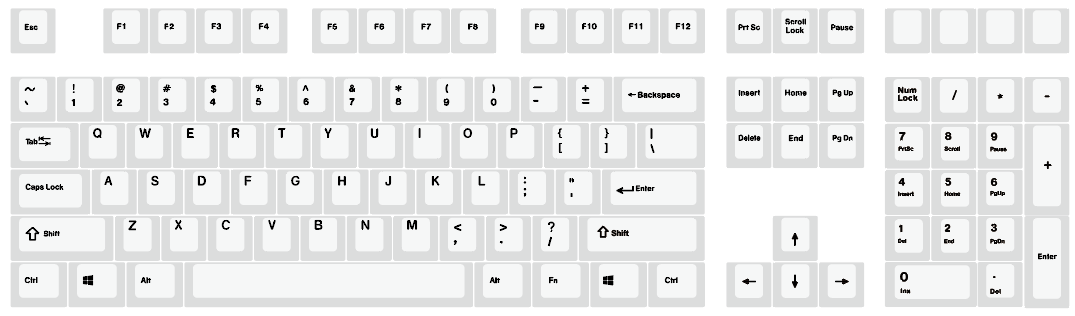 Esc F1 F2 F3 F4 F5 F6 F7 F8 F9 F10 F11 F12 Prt Sc Scroll Lock Pause
~ ! @ # $ % ^ & * ( ) — + ←Backspace Insert Home Pg Up Num Lock / * -
` 1 2 3 4 5 6 7 8 9 0 - =
Tab Q W E R T Y U I O P { } | Delete End Pg Dn 7 8 9 +
[ ] \ PrtSc Scroll Pause
Caps Lock A S D F G H J K L : " Enter 4 5 6
; ' Insert Home PgUp
Shift Z X C V B N M < > ? Shift ↑ 1 2 3 Enter
, . / Del End PgDn
Ctrl Alt Alt Fn Ctrl ← ↓ → 0 .
Ins Del